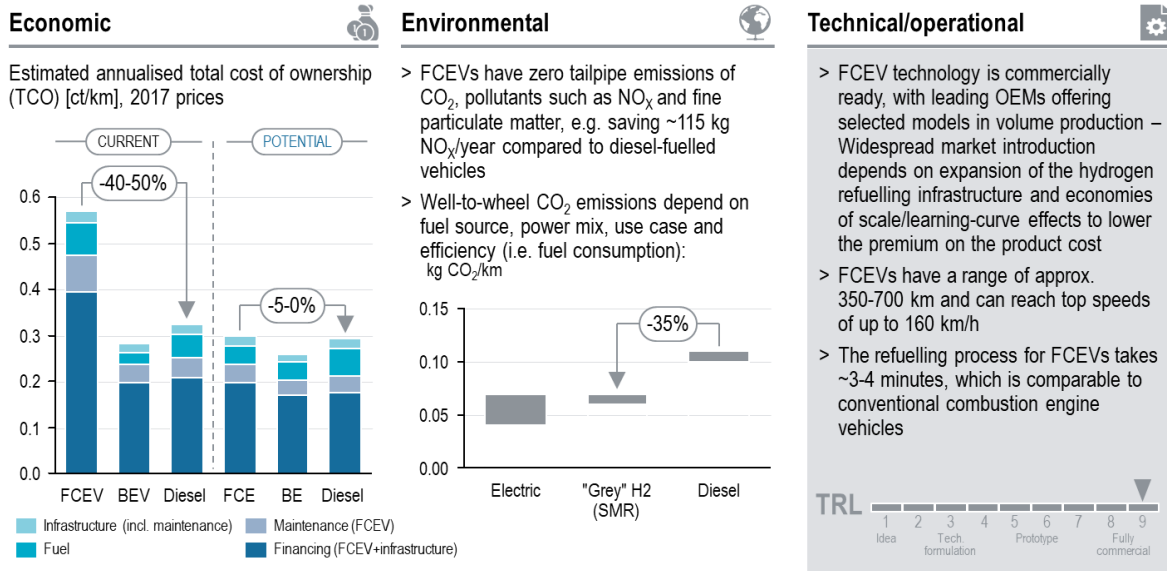 Economic
Estimated annualised total cost of ownership
(TCO) [ct/km], 2017 prices
CURRENT
POTENTIAL
-40-50%
-5-0%
0.6
0.5
0.4
0.3
0.2
0.1
0.0
FCEV BEV Diesel FCE BE Diesel
Infrastructure (incl. maintenance)
Maintenance (FCEV)
Fuel
Financing (FCEV+infrastructure)
Environmental
> FCEVs have zero tailpipe emissions of
CO2, pollutants such as NOX and fine
particulate matter, e.g. saving ~115 kg
NOX/year compared to diesel-fuelled
vehicles
> Well-to-wheel CO2 emissions depend on
fuel source, power mix, use case and
efficiency (i.e. fuel consumption):
kg CO2/km
0.15
0.10
0.05
0.00
-35%
Electric "Grey" H2 Diesel
(SMR)
Technical/operational
> FCEV technology is commercially
ready, with leading OEMs offering
selected models in volume production –
Widespread market introduction
depends on expansion of the hydrogen
refuelling infrastructure and economies
of scale/learning-curve effects to lower
the premium on the product cost
> FCEVs have a range of approx.
350-700 km and can reach top speeds
of up to 160 km/h
> The refuelling process for FCEVs takes
~3-4 minutes, which is comparable to
conventional combustion engine
vehicles
TRL
1 2 3 4 5 6 7 8 9
Idea Tech. Prototype Fully
formulation commercial